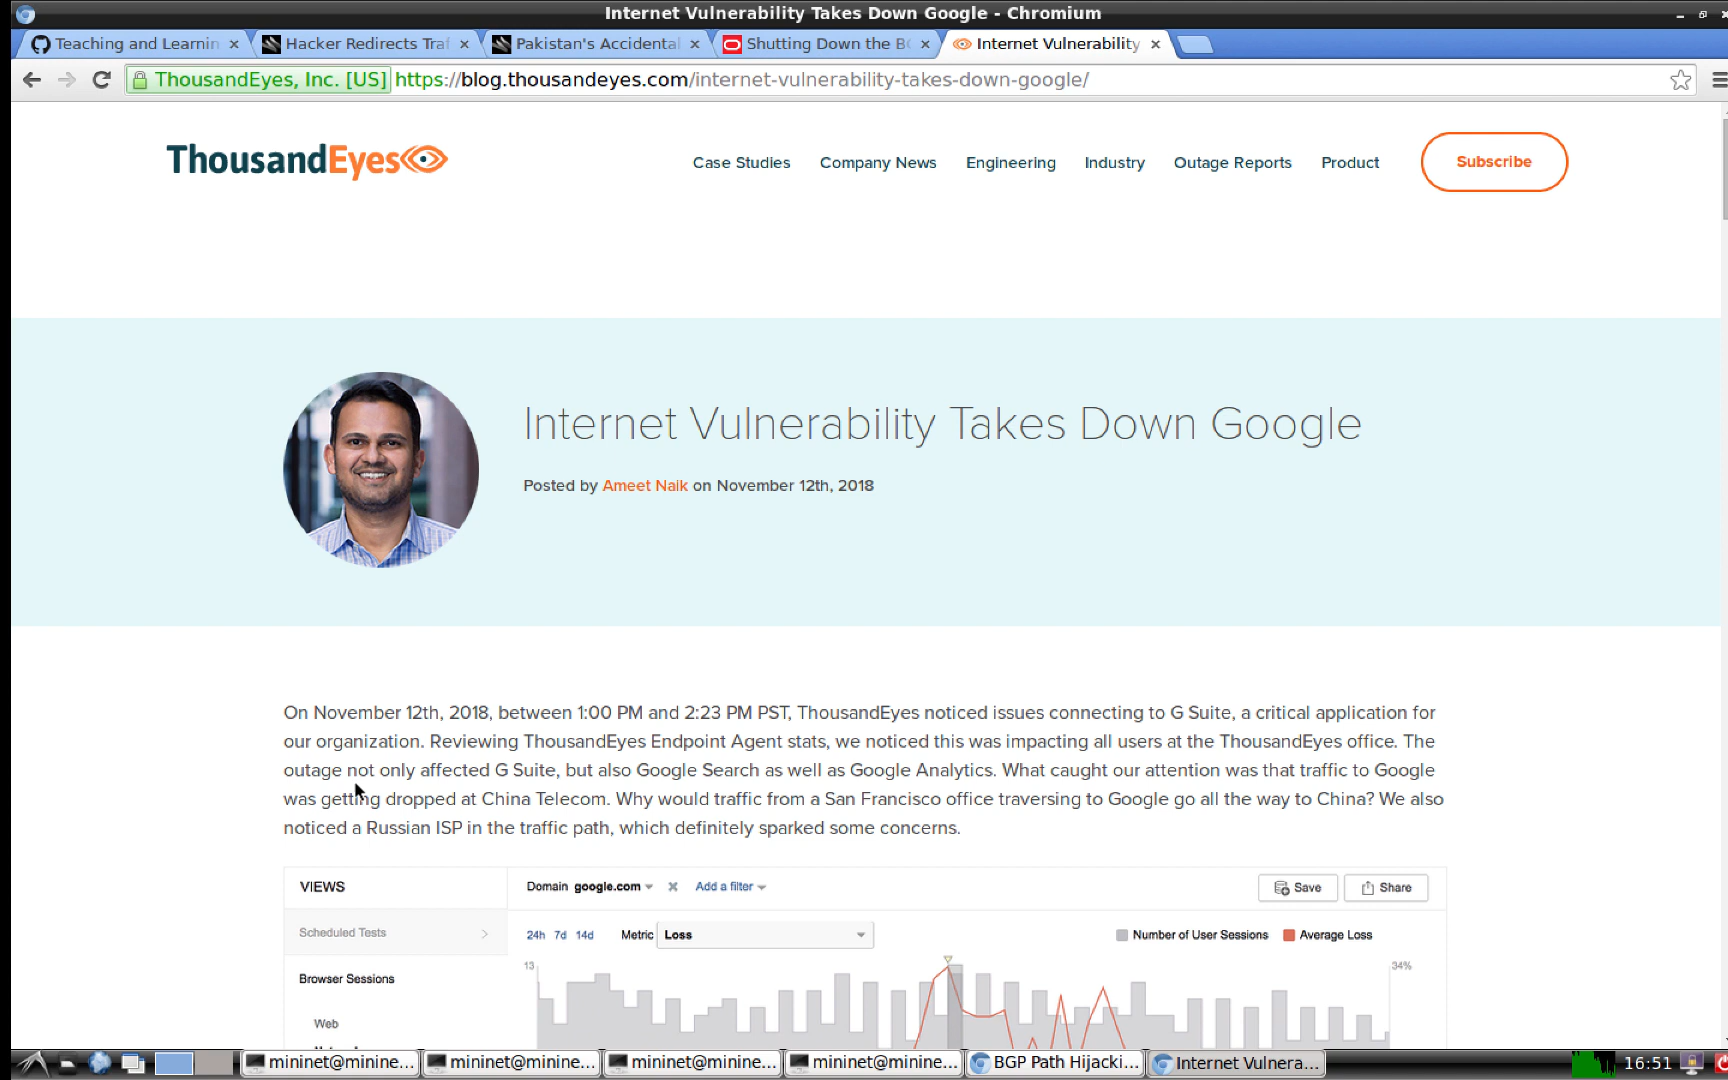 Internet Vulnerability Takes Down Google - Chromium
Teaching and Learnin
Hacker Redirects Traf
Pakistan's Accidental
Shutting Down the BG
Internet Vulnerability
ThousandEyes, Inc. [US] https://blog.thousandeyes.com/internet-vulnerability-takes-down-google/
ThousandEyes
Case Studies
Company News
Engineering
Industry
Outage Reports
Product
Subscribe
Internet Vulnerability Takes Down Google
Posted by Ameet Naik on November 12th, 2018
On November 12th, 2018, between 1:00 PM and 2:23 PM PST, ThousandEyes noticed issues connecting to G Suite, a critical application for
our organization. Reviewing ThousandEyes Endpoint Agent stats, we noticed this was impacting all users at the ThousandEyes office. The
outage not only affected G Suite, but also Google Search as well as Google Analytics. What caught our attention was that traffic to Google
was getting dropped at China Telecom. Why would traffic from a San Francisco office traversing to Google go all the way to China? We also
noticed a Russian ISP in the traffic path, which definitely sparked some concerns.
VIEWS
Domain google.com
Add a filter
Save
Share
Scheduled Tests
24h 7d 14d
Metric Loss
Number of User Sessions
Average Loss
13
34%
Browser Sessions
Web
mininet@minine...
mininet@minine...
mininet@minine...
mininet@minine...
BGP Path Hijacki...
Internet Vulnera...
16:51